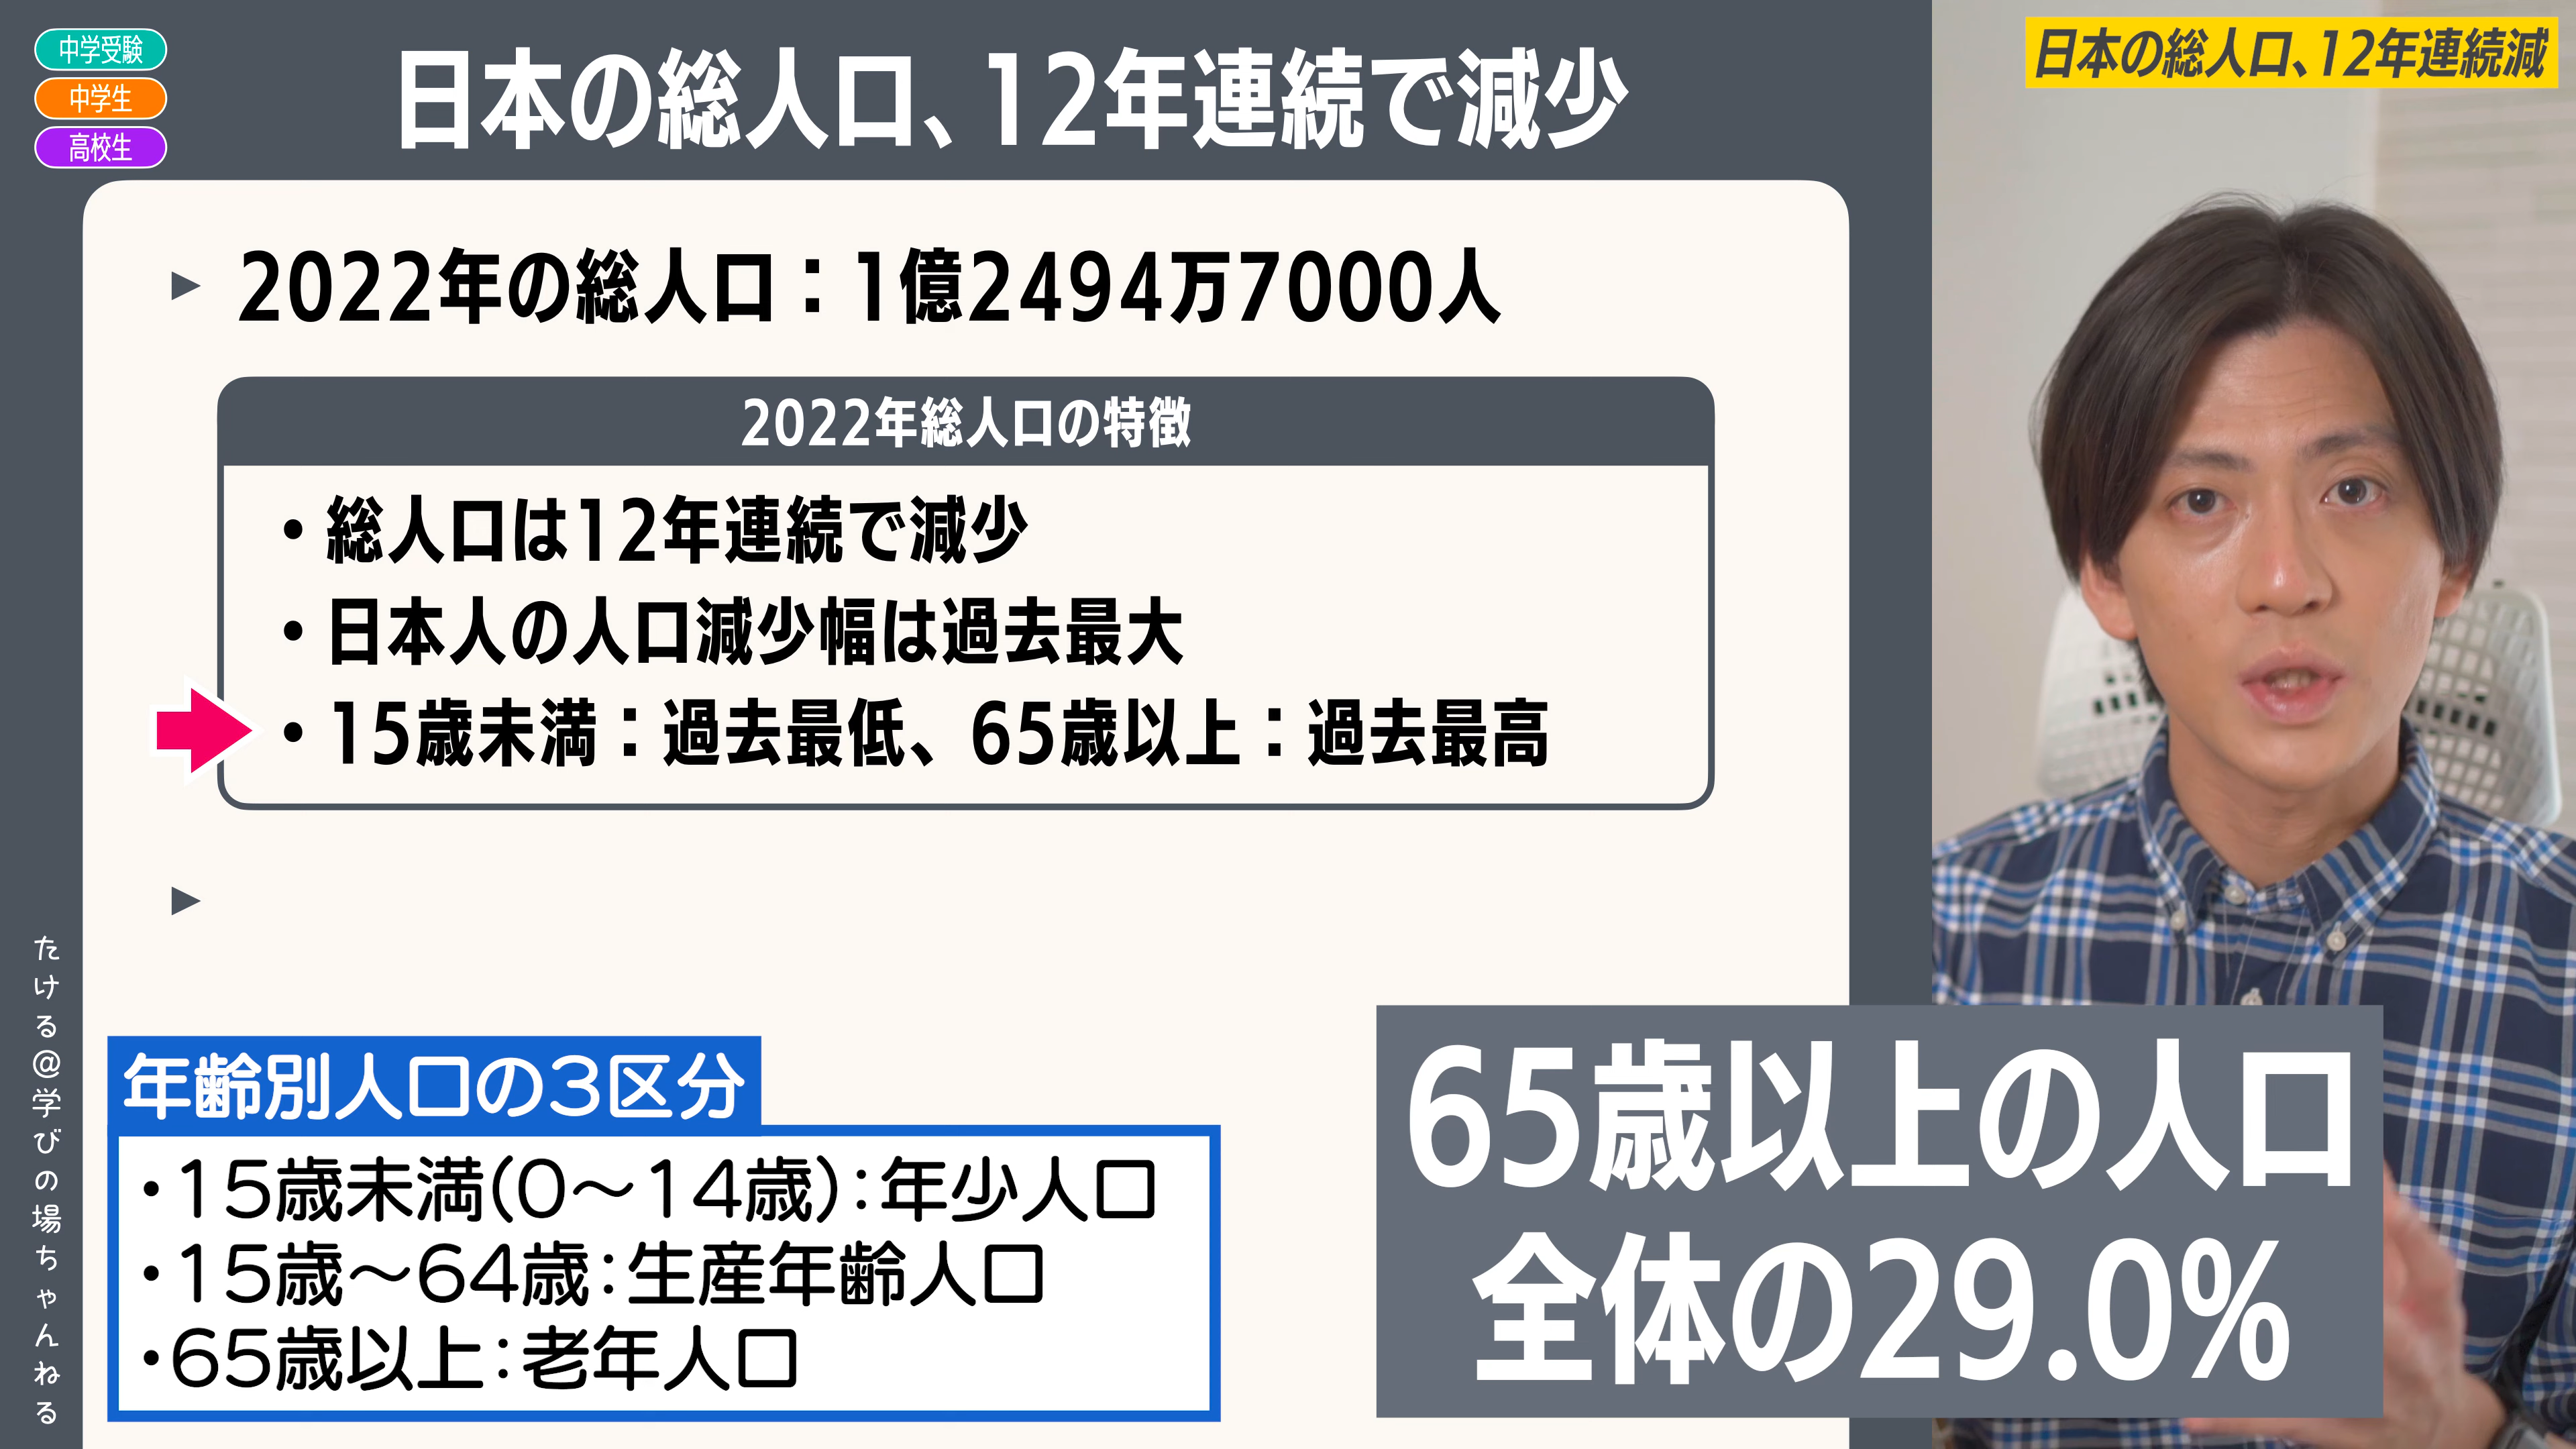 中学受験
中学生
高校生
日本の総人口、12年連続で減少
日本の総人口、12年連続減
▶ 2022年の総人口：1億2494万7000人
2022年総人口の特徴
・総人口は12年連続で減少
・日本人の人口減少幅は過去最大
・15歳未満：過去最低、65歳以上：過去最高
年齢別人口の3区分
・15歳未満(0～14歳)：年少人口
・15歳～64歳：生産年齢人口
・65歳以上：老年人口
65歳以上の人口
全体の29.0%
たける@学びの場ちゃんねる